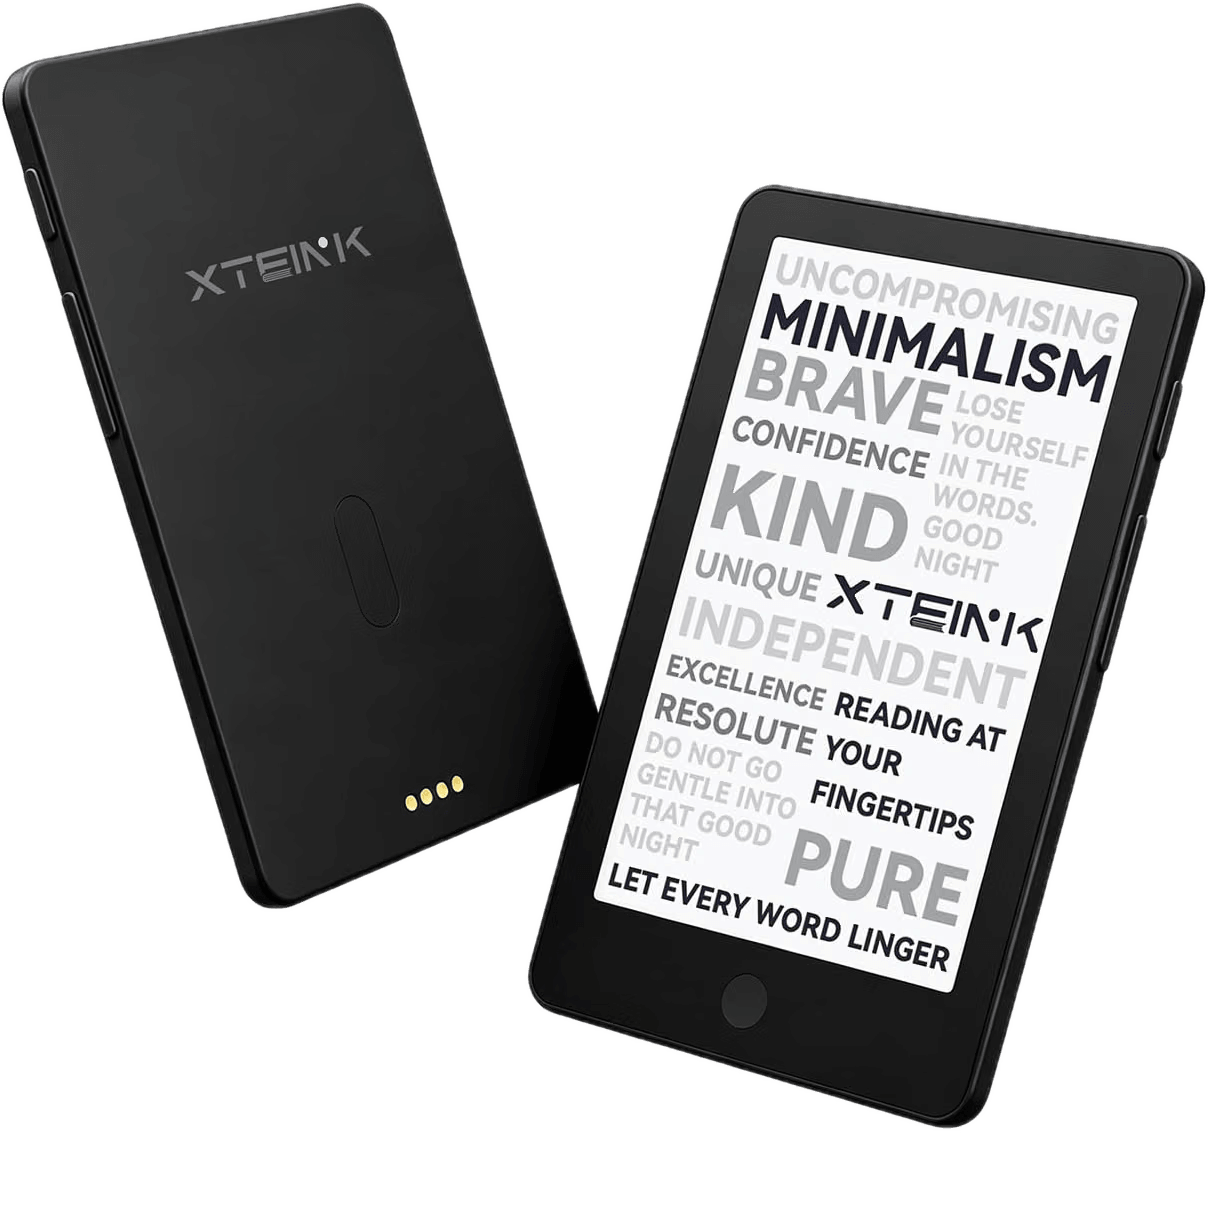 XTEINK
UNCOMPROMISING
MINIMALISM
BRAVE
LOSE
YOURSELF
IN THE
WORDS.
GOOD
NIGHT
CONFIDENCE
KIND
UNIQUE
XTEINK
INDEPENDENT
EXCELLENCE
READING AT
YOUR
FINGERTIPS
RESOLUTE
DO NOT GO
GENTLE INTO
THAT GOOD
NIGHT
PURE
LET EVERY WORD LINGER